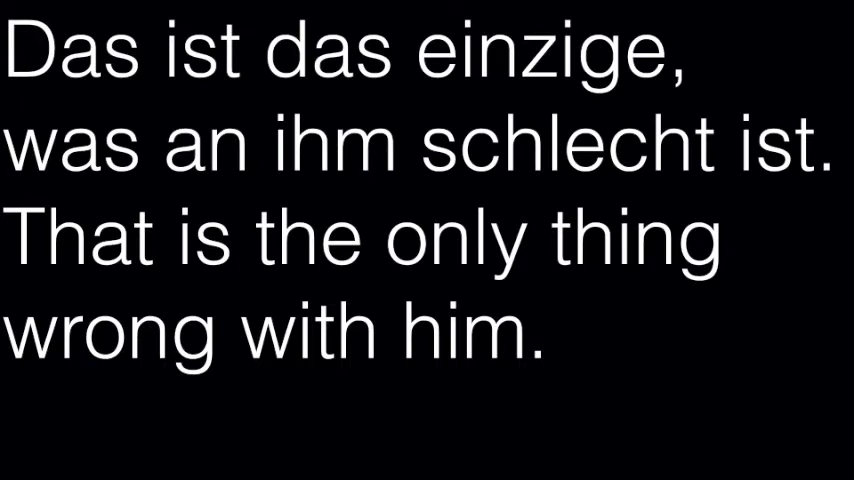 Das ist das einzige,
was an ihm schlecht ist.
That is the only thing
wrong with him.